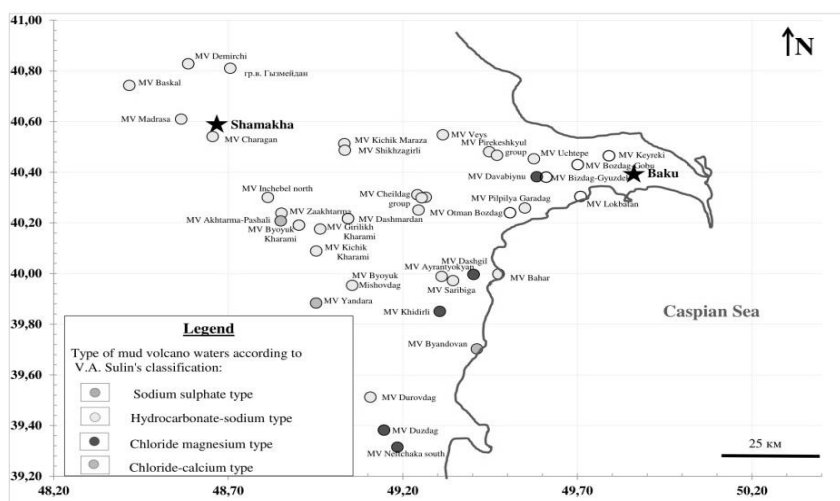 41,00
40,80
40,60
40,40
40,20
40,00
39,80
39,60
39,40
39,20
48,20
48,70
49,20
49,70
50,20
N
MV Demirchi
гр.в. Гызмейдан
MV Baskal
MV Madrasa
Shamakha
MV Charagan
MV Kichik Maraza
MV Shikhzagirli
MV Veys
MV Pirekeshkyul
group
MV Uchtepe
MV Keyreki
MV Bozdag-Gobu
Baku
MV Davabiynu
MV Bizdag-Gyuzdek
MV Lokbatan
MV Inchebel north
MV Cheildag
group
MV Pilpilya Garadag
MV Zaakhtarma
MV Akhtarma-Pashali
MV Dashmardan
MV Otman Bozdag
MV Byoyuk
Kharami
MV Girilikh
Kharami
MV Kichik
Kharami
MV Dashgil
MV Ayrantyokyan
MV Bahar
MV Byoyuk
Mishovdag
MV Saribiga
MV Yandara
MV Khidirli
Caspian Sea
MV Byandovan
MV Durovdag
MV Duzdag
MV Neftchaka south
25 км
Legend
Type of mud volcano waters according to
V.A. Sulin's classification:
Sodium sulphate type
Hydrocarbonate-sodium type
Chloride magnesium type
Chloride-calcium type